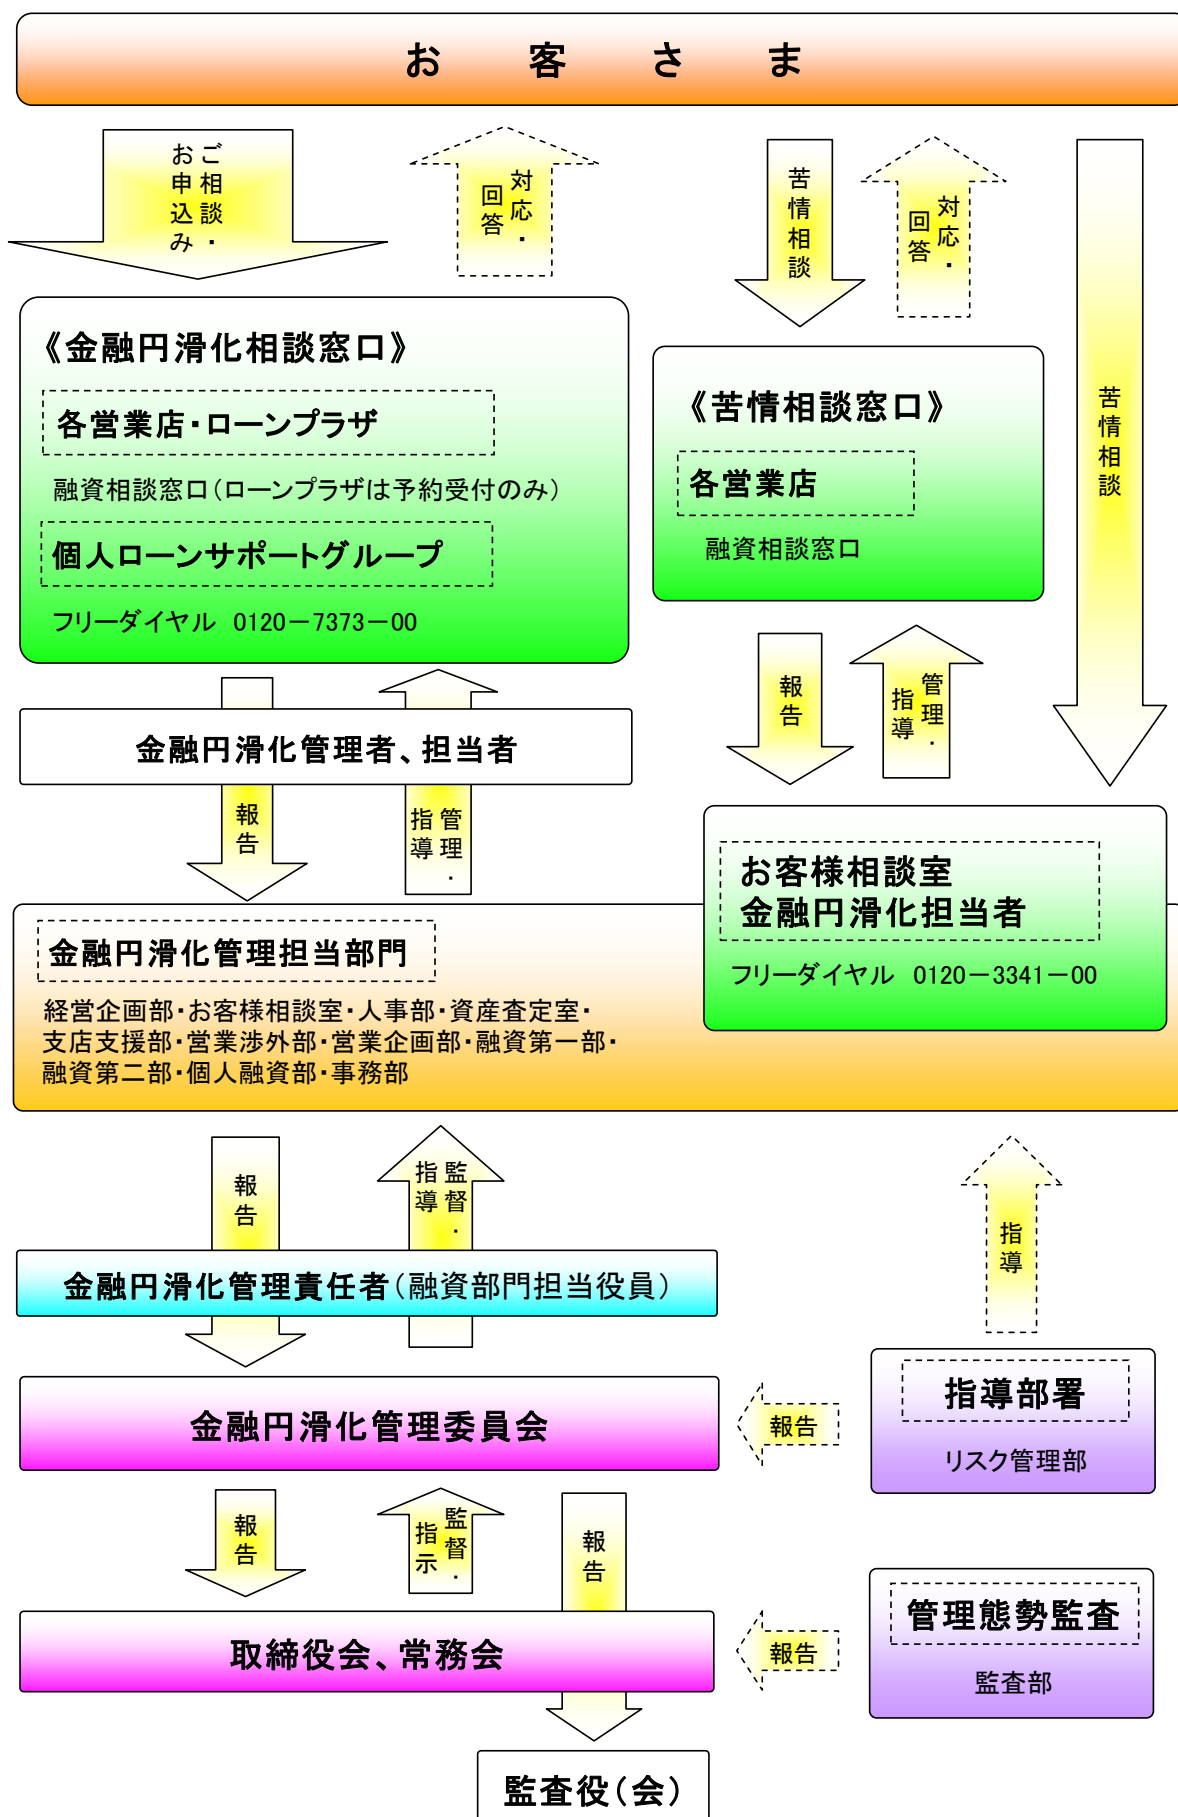 お客さま
ご相談・
お申込み
対応・
回答
苦情相談
対応・
回答
苦情相談
《金融円滑化相談窓口》
各営業店・ローンプラザ
融資相談窓口(ローンプラザは予約受付のみ)
個人ローンサポートグループ
フリーダイヤル 0120-7373-00
《苦情相談窓口》
各営業店
融資相談窓口
報告
管理・
指導
金融円滑化管理者、担当者
報告
管理・
指導
お客様相談室
金融円滑化担当者
フリーダイヤル 0120-3341-00
金融円滑化管理担当部門
経営企画部・お客様相談室・人事部・資産査定室・
支店支援部・営業渉外部・営業企画部・融資第一部・
融資第二部・個人融資部・事務部
報告
監督・
指導
指導
金融円滑化管理責任者(融資部門担当役員)
金融円滑化管理委員会
報告
指導部署
リスク管理部
報告
監督・
指示
報告
取締役会、常務会
報告
管理態勢監査
監査部
監査役(会)